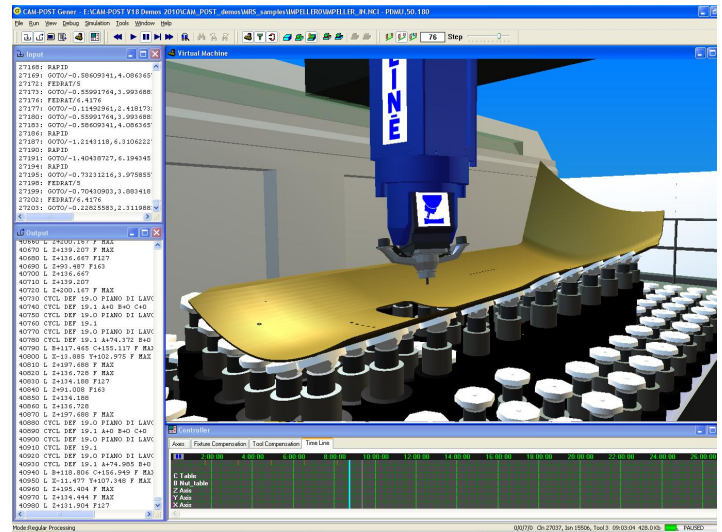 CAM-POST Gener - E:\CAM-POST V18 Demos 2010\CAM_POST_demos\MRS_samples\IMPELLER0\IMPELLER_IN.NCI - PDMU,50.180
File Run View Debug Simulation Tools Window Help
76 Step
Input
27168: RAPID
27169: GOTO/-0.58609341,4.0863657
27172: FEDRAT/5
27173: GOTO/-0.55991764,3.993688
27176: FEDRAT/6.4176
27177: GOTO/-0.11492961,2.418173
27180: GOTO/-0.55991764,3.993688
27183: GOTO/-0.58609341,4.086365
27186: RAPID
27187: GOTO/-1.2143118,6.3106222
27190: RAPID
27191: GOTO/-1.40438727,6.194345
27194: RAPID
27195: GOTO/-0.73231216,3.975855
27198: FEDRAT/5
27199: GOTO/-0.70430903,3.883418
27202: FEDRAT/6.4176
27203: GOTO/-0.22825583,2.311988
Output
40660 L Z+200.167 F MAX
40670 L Z+139.207 F MAX
40680 L Z+136.667 F127
40690 L Z+93.487 F163
40700 L Z+136.667
40710 L Z+139.207
40720 L Z+200.167 F MAX
40730 CYCL DEF 19.0 PIANO DI LAVO
40740 CYCL DEF 19.1 A+0 B+0 C+0
40750 CYCL DEF 19.0 PIANO DI LAVO
40760 CYCL DEF 19.1
40770 CYCL DEF 19.0 PIANO DI LAVO
40780 CYCL DEF 19.1 A+74.372 B+0
40790 L B+117.465 C+155.117 F MAX
40800 L X-13.885 Y+102.975 F MAX
40810 L Z+197.688 F MAX
40820 L Z+136.728 F MAX
40830 L Z+134.188 F127
40840 L Z+91.008 F163
40850 L Z+134.188
40860 L Z+136.728
40870 L Z+197.688 F MAX
40880 CYCL DEF 19.0 PIANO DI LAVO
40890 CYCL DEF 19.1 A+0 B+0 C+0
40900 CYCL DEF 19.0 PIANO DI LAVO
40910 CYCL DEF 19.1
40920 CYCL DEF 19.0 PIANO DI LAVO
40930 CYCL DEF 19.1 A+74.985 B+0
40940 L B+118.806 C+156.949 F MAX
40950 L X-11.477 Y+107.348 F MAX
40960 L Z+195.404 F MAX
40970 L Z+134.444 F MAX
40980 L Z+131.904 F127
Virtual Machine
LINÉ
Controller
Axes Fixture Compensation Tool Compensation Time Line
2:00:00 4:00:00 6:00:00 8:00:00 10:00:00 12:00:00 14:00:00 16:00:00 18:00:00 20:00:00 22:00:00 24:00:00 26:00:00
C Table
B Nut_table
Z Axis
Y Axis
X Axis
Mode:Regular Processing
0/0/7/0 Cln 27037, Isn 15506, Tool 3 09:03:04 428.0 Kb PAUSED